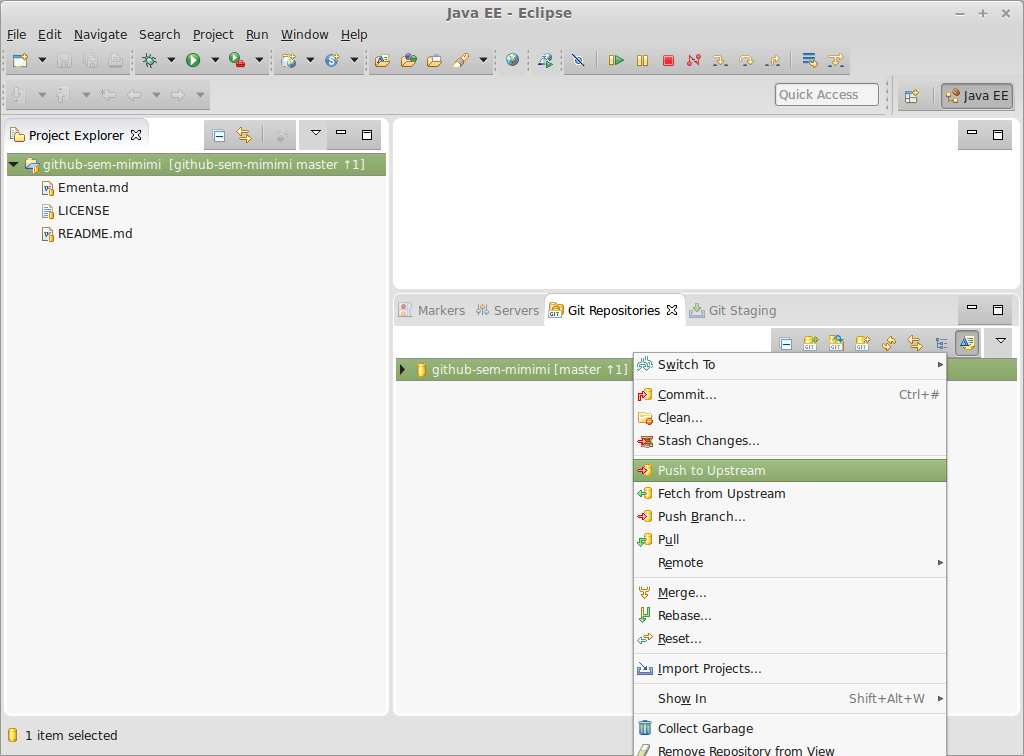 Java EE - Eclipse
File Edit Navigate Search Project Run Window Help
Quick Access
Java EE
Project Explorer
github-sem-mimimi [github-sem-mimimi master ↑1]
Ementa.md
LICENSE
README.md
Markers Servers Git Repositories Git Staging
github-sem-mimimi [master ↑1]
Switch To
Commit... Ctrl+#
Clean...
Stash Changes...
Push to Upstream
Fetch from Upstream
Push Branch...
Pull
Remote
Merge...
Rebase...
Reset...
Import Projects...
Show In Shift+Alt+W
Collect Garbage
Remove Repository from View
1 item selected